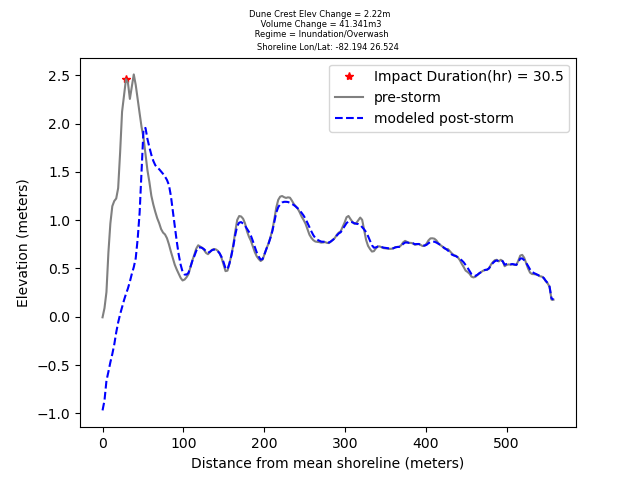 Dune Crest Elev Change = 2.22m
Volume Change = 41.341m3
Regime = Inundation/Overwash
Shoreline Lon/Lat: -82.194 26.524
Impact Duration(hr) = 30.5
pre-storm
modeled post-storm
2.5
2.0
1.5
1.0
0.5
0.0
−0.5
−1.0
Elevation (meters)
0 100 200 300 400 500
Distance from mean shoreline (meters)